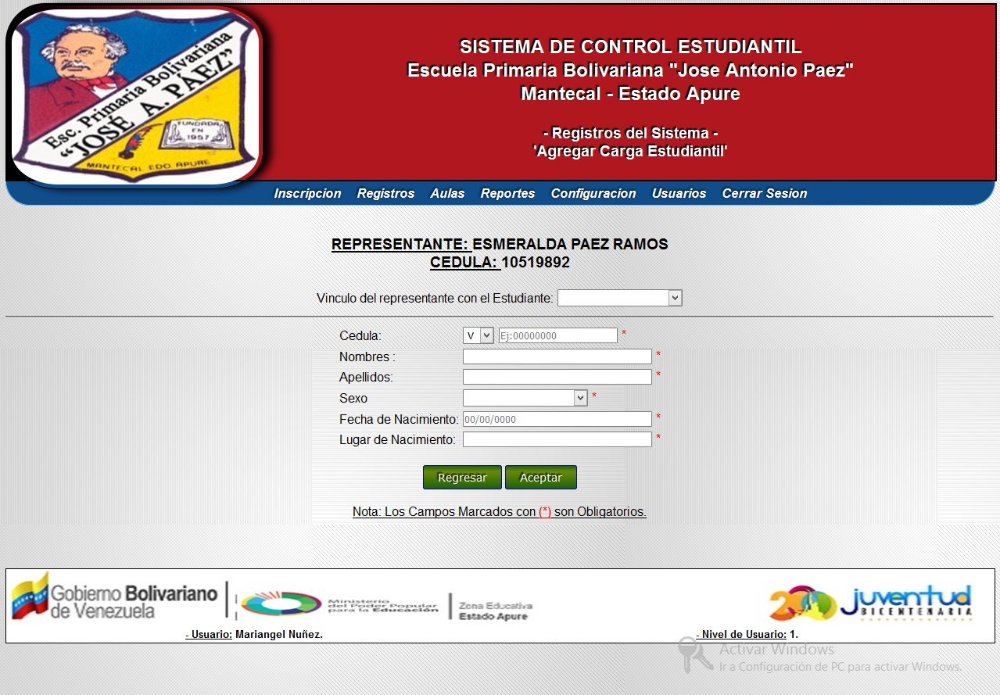 Esc. Primaria Bolivariana
"JOSÉ A. PÁEZ"
FUNDADA
EN
1957
MANTECAL EDO. APURE
SISTEMA DE CONTROL ESTUDIANTIL
Escuela Primaria Bolivariana "Jose Antonio Paez"
Mantecal - Estado Apure
- Registros del Sistema -
'Agregar Carga Estudiantil'
Inscripcion Registros Aulas Reportes Configuracion Usuarios Cerrar Sesion
REPRESENTANTE: ESMERALDA PAEZ RAMOS
CEDULA: 10519892
Vinculo del representante con el Estudiante:
Cedula: V Ej:00000000 *
Nombres : *
Apellidos: *
Sexo *
Fecha de Nacimiento: 00/00/0000 *
Lugar de Nacimiento: *
Regresar Aceptar
Nota: Los Campos Marcados con (*) son Obligatorios.
Gobierno Bolivariano
de Venezuela
Ministerio
del Poder Popular
para la Educación
Zona Educativa
Estado Apure
200 juventud
BICENTENARIA
- Usuario: Mariangel Nuñez.
- Nivel de Usuario: 1.
Activar Windows
Ir a Configuración de PC para activar Windows.